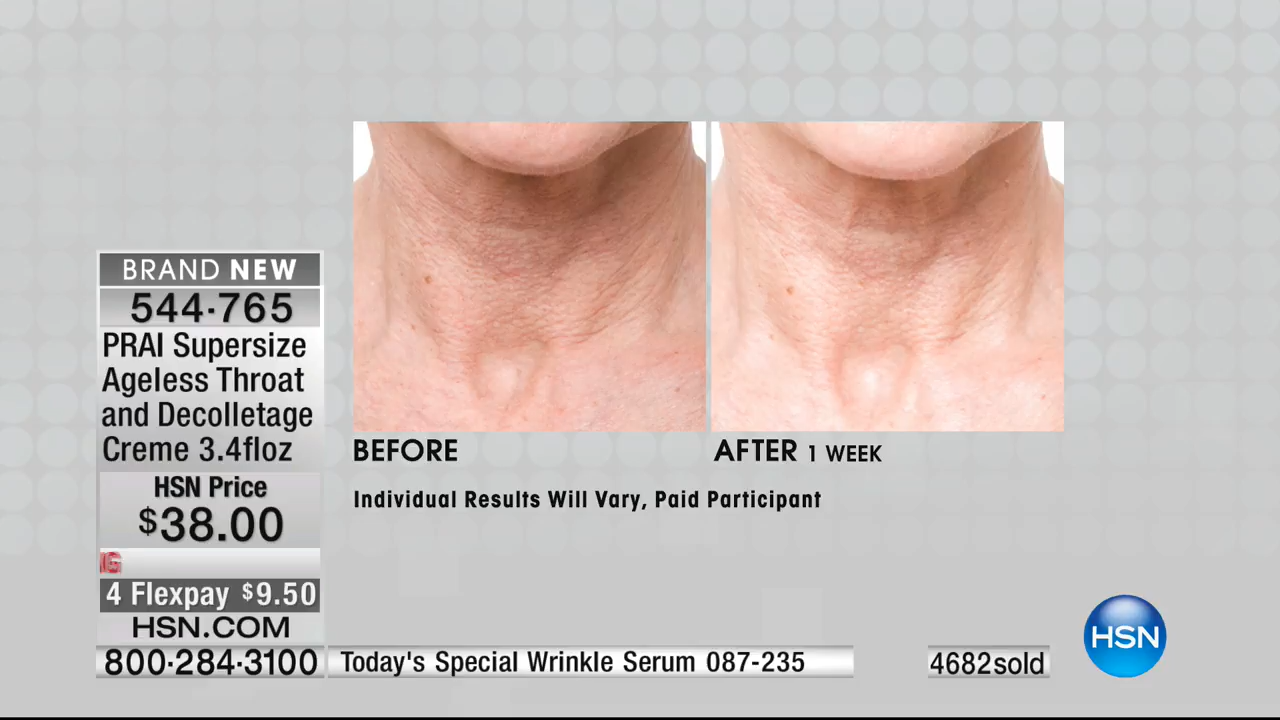 BRAND NEW
544·765
PRAI Supersize
Ageless Throat
and Decolletage
Creme 3.4floz
HSN Price
$38.00
G
4 Flexpay $9.50
HSN.COM
800·284·3100
BEFORE
AFTER 1 WEEK
Individual Results Will Vary, Paid Participant
Today's Special Wrinkle Serum 087-235
4682sold
HSN